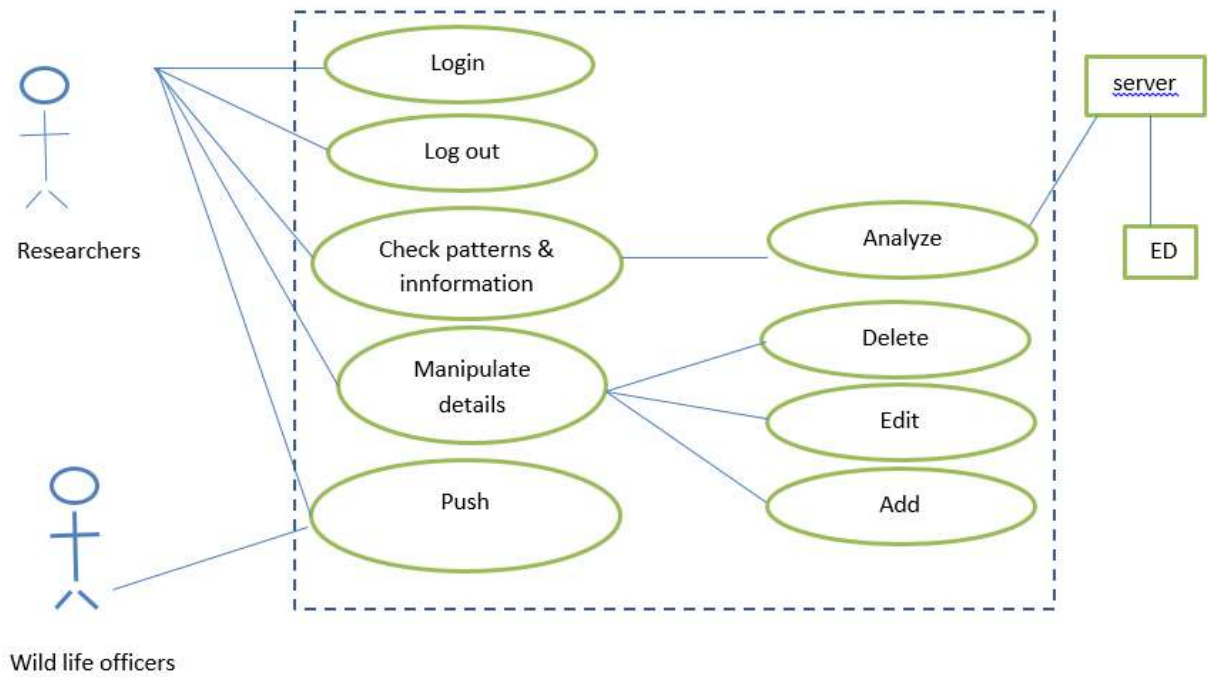 Login
server
Log out
Researchers
Check patterns &
innformation
Analyze
ED
Delete
Manipulate
details
Edit
Push
Add
Wild life officers